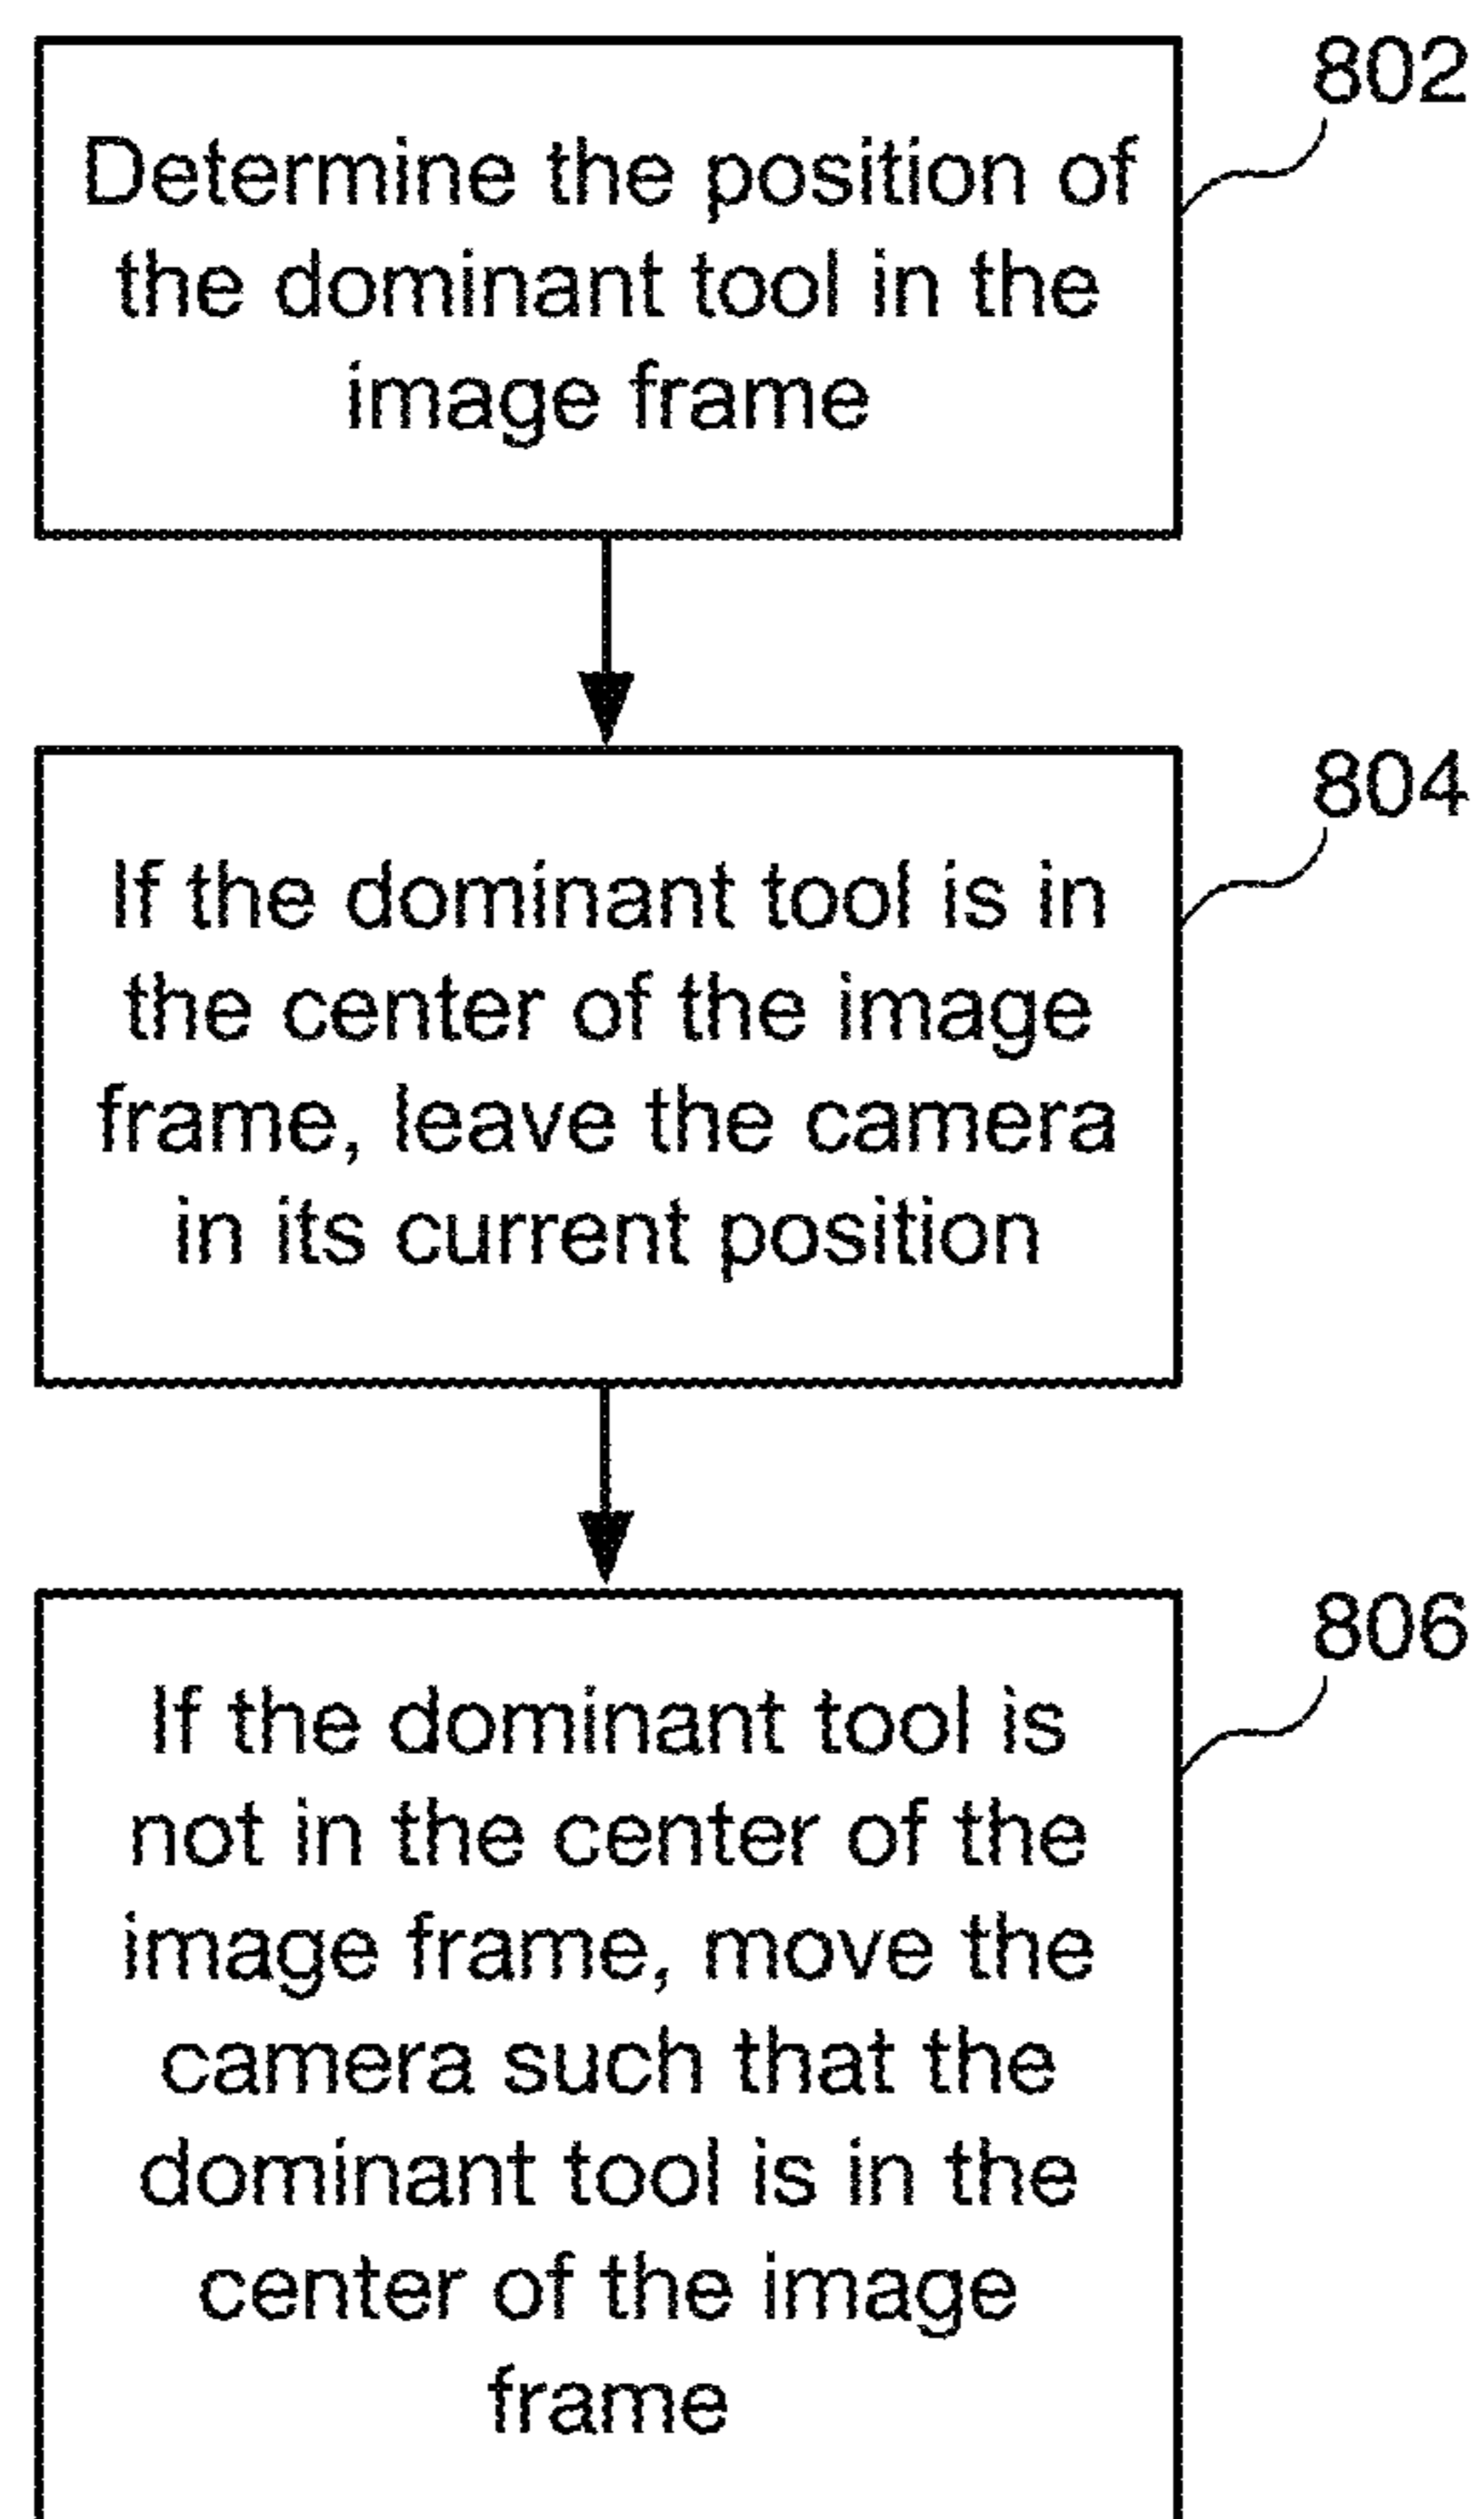 802
Determine the position of
the dominant tool in the
image frame
804
If the dominant tool is in
the center of the image
frame, leave the camera
in its current position
806
If the dominant tool is
not in the center of the
image frame, move the
camera such that the
dominant tool is in the
center of the image
frame